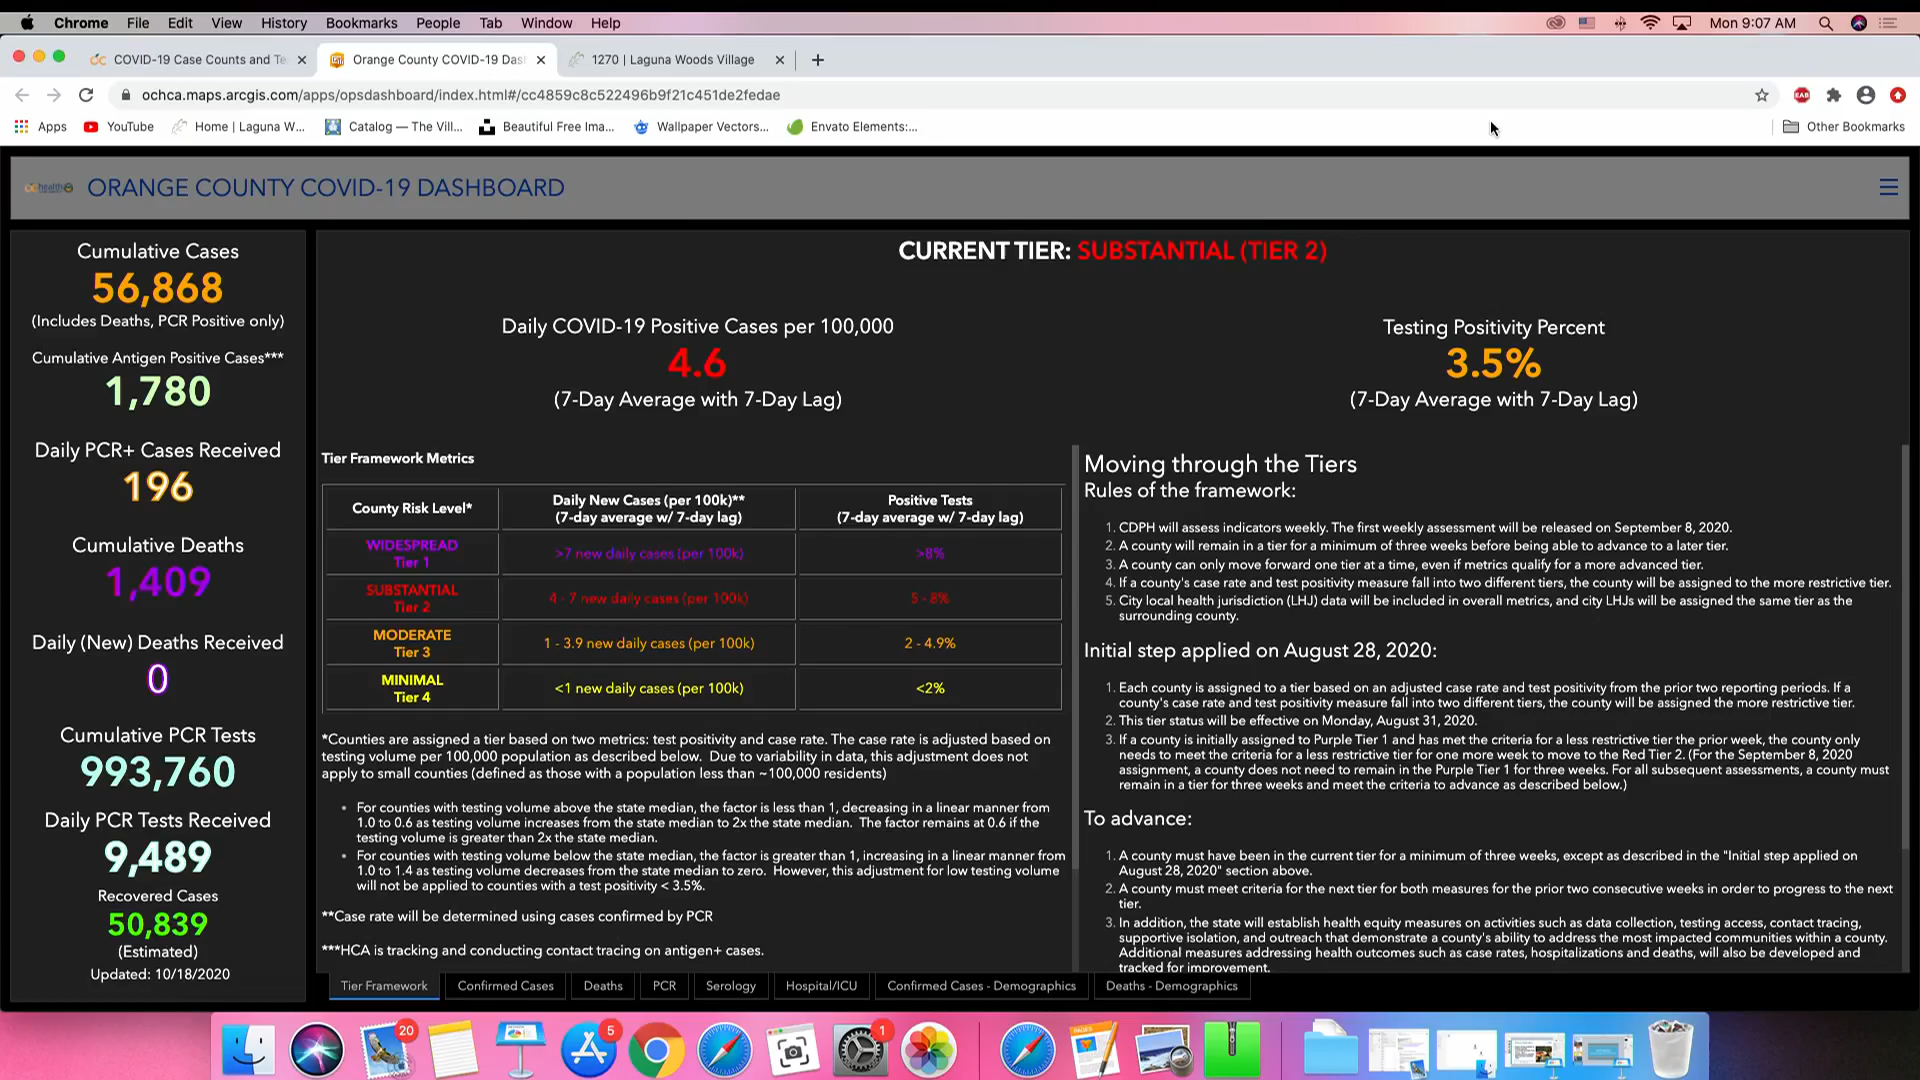 Chrome File Edit View History Bookmarks People Tab Window Help Mon 9:07 AM
COVID-19 Case Counts and Te Orange County COVID-19 Das 1270 | Laguna Woods Village
ochca.maps.arcgis.com/apps/opsdashboard/index.html#/cc4859c8c522496b9f21c451de2fedae EAB
Apps YouTube Home | Laguna W... Catalog — The Vill... Beautiful Free Ima... Wallpaper Vectors... Envato Elements:... Other Bookmarks
health ORANGE COUNTY COVID-19 DASHBOARD
Cumulative Cases
56,868
(Includes Deaths, PCR Positive only)
Cumulative Antigen Positive Cases***
1,780
Daily PCR+ Cases Received
196
Cumulative Deaths
1,409
Daily (New) Deaths Received
0
Cumulative PCR Tests
993,760
Daily PCR Tests Received
9,489
Recovered Cases
50,839
(Estimated)
Updated: 10/18/2020
CURRENT TIER: SUBSTANTIAL (TIER 2)
Daily COVID-19 Positive Cases per 100,000
4.6
(7-Day Average with 7-Day Lag)
Testing Positivity Percent
3.5%
(7-Day Average with 7-Day Lag)
Tier Framework Metrics
County Risk Level* Daily New Cases (per 100k)** Positive Tests
(7-day average w/ 7-day lag) (7-day average w/ 7-day lag)
WIDESPREAD
Tier 1 >7 new daily cases (per 100k) >8%
SUBSTANTIAL
Tier 2 4 - 7 new daily cases (per 100k) 5 - 8%
MODERATE
Tier 3 1 - 3.9 new daily cases (per 100k) 2 - 4.9%
MINIMAL
Tier 4 <1 new daily cases (per 100k) <2%
*Counties are assigned a tier based on two metrics: test positivity and case rate. The case rate is adjusted based on
testing volume per 100,000 population as described below. Due to variability in data, this adjustment does not
apply to small counties (defined as those with a population less than ~100,000 residents)
• For counties with testing volume above the state median, the factor is less than 1, decreasing in a linear manner from
1.0 to 0.6 as testing volume increases from the state median to 2x the state median. The factor remains at 0.6 if the
testing volume is greater than 2x the state median.
• For counties with testing volume below the state median, the factor is greater than 1, increasing in a linear manner from
1.0 to 1.4 as testing volume decreases from the state median to zero. However, this adjustment for low testing volume
will not be applied to counties with a test positivity < 3.5%.
**Case rate will be determined using cases confirmed by PCR
***HCA is tracking and conducting contact tracing on antigen+ cases.
Moving through the Tiers
Rules of the framework:
1. CDPH will assess indicators weekly. The first weekly assessment will be released on September 8, 2020.
2. A county will remain in a tier for a minimum of three weeks before being able to advance to a later tier.
3. A county can only move forward one tier at a time, even if metrics qualify for a more advanced tier.
4. If a county's case rate and test positivity measure fall into two different tiers, the county will be assigned to the more restrictive tier.
5. City local health jurisdiction (LHJ) data will be included in overall metrics, and city LHJs will be assigned the same tier as the
surrounding county.
Initial step applied on August 28, 2020:
1. Each county is assigned to a tier based on an adjusted case rate and test positivity from the prior two reporting periods. If a
county's case rate and test positivity measure fall into two different tiers, the county will be assigned the more restrictive tier.
2. This tier status will be effective on Monday, August 31, 2020.
3. If a county is initially assigned to Purple Tier 1 and has met the criteria for a less restrictive tier the prior week, the county only
needs to meet the criteria for a less restrictive tier for one more week to move to the Red Tier 2. (For the September 8, 2020
assignment, a county does not need to remain in the Purple Tier 1 for three weeks. For all subsequent assessments, a county must
remain in a tier for three weeks and meet the criteria to advance as described below.)
To advance:
1. A county must have been in the current tier for a minimum of three weeks, except as described in the "Initial step applied on
August 28, 2020" section above.
2. A county must meet criteria for the next tier for both measures for the prior two consecutive weeks in order to progress to the next
tier.
3. In addition, the state will establish health equity measures on activities such as data collection, testing access, contact tracing,
supportive isolation, and outreach that demonstrate a county's ability to address the most impacted communities within a county.
Additional measures addressing health outcomes such as case rates, hospitalizations and deaths, will also be developed and
tracked for improvement.
Tier Framework Confirmed Cases Deaths PCR Serology Hospital/ICU Confirmed Cases - Demographics Deaths - Demographics
20 5 1
PAGES